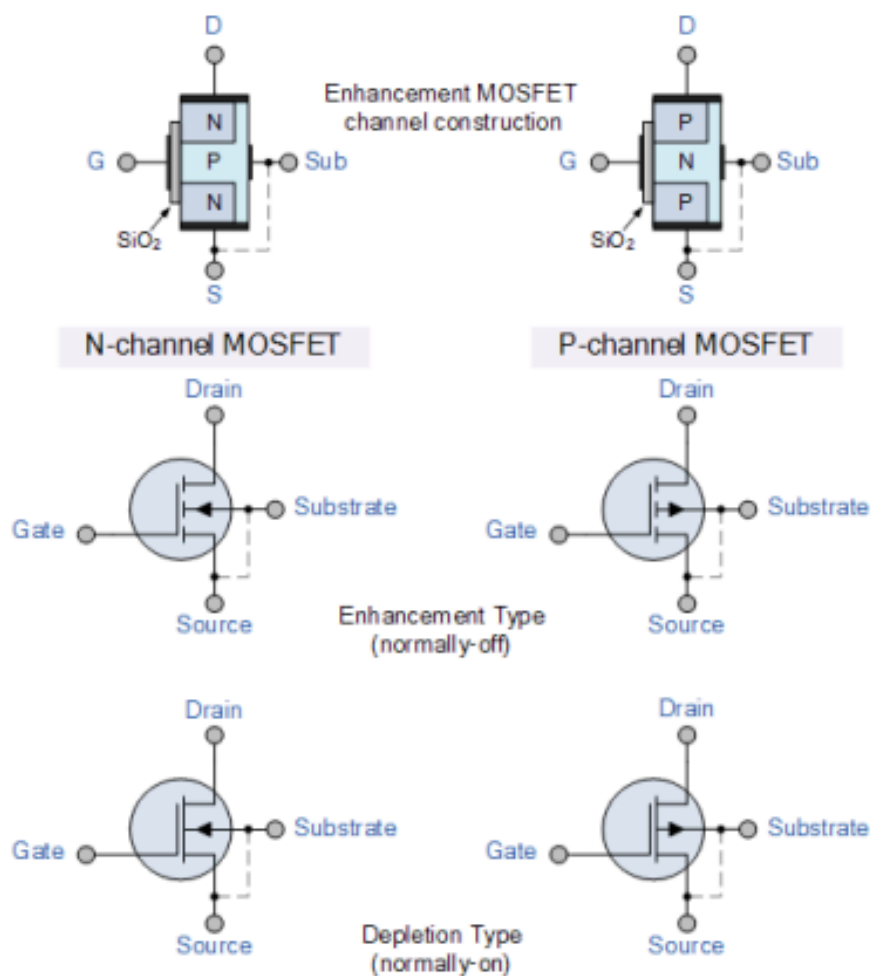 D
D
Enhancement MOSFET
channel construction
N
P
G
P
Sub
G
N
Sub
N
P
SiO₂
SiO₂
S
S
N-channel MOSFET
P-channel MOSFET
Drain
Drain
Substrate
Substrate
Gate
Gate
Source
Enhancement Type
(normally-off)
Source
Drain
Drain
Substrate
Substrate
Gate
Gate
Source
Depletion Type
(normally-on)
Source